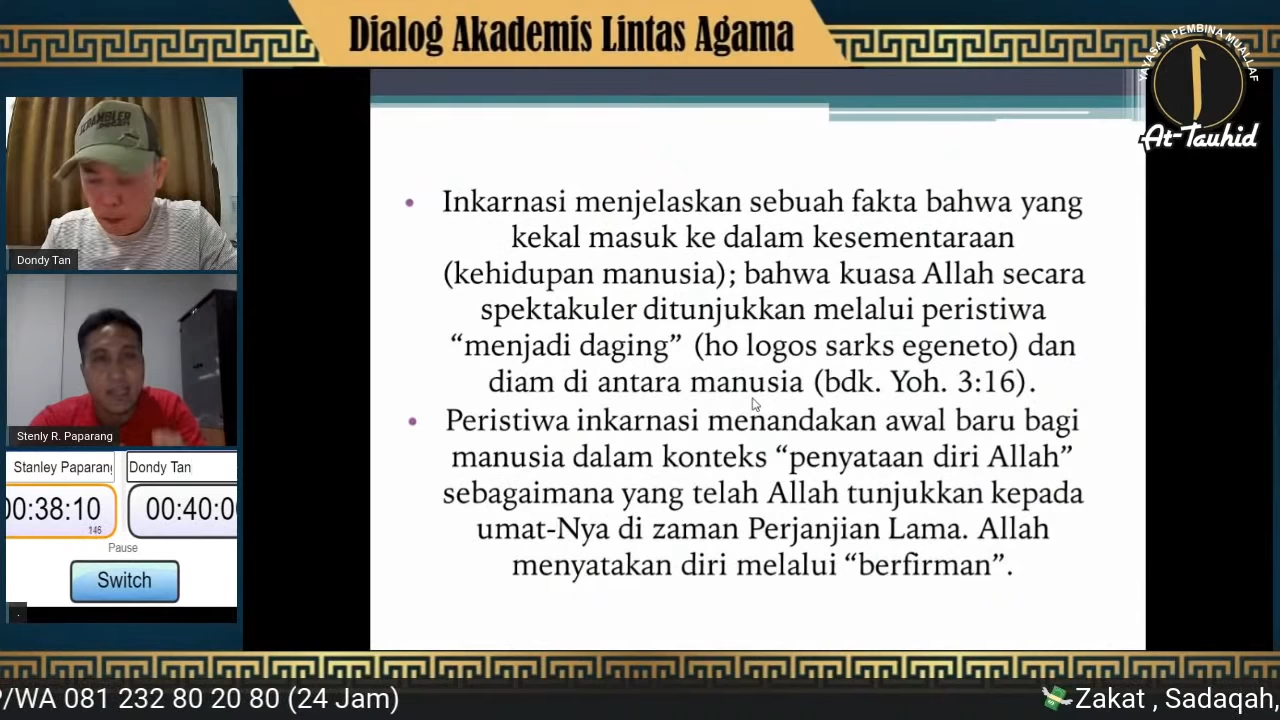 Dialog Akademis Lintas Agama
YAYASAN PEMBINA MUALLAF
At-Tauhid
SCRAMBLER
Dondy Tan
Stenly R. Paparang
Stanley Paparang
Dondy Tan
00:38:10
146
00:40:00
Pause
Switch
.
• Inkarnasi menjelaskan sebuah fakta bahwa yang
kekal masuk ke dalam kesementaraan
(kehidupan manusia); bahwa kuasa Allah secara
spektakuler ditunjukkan melalui peristiwa
“menjadi daging” (ho logos sarks egeneto) dan
diam di antara manusia (bdk. Yoh. 3:16).
• Peristiwa inkarnasi menandakan awal baru bagi
manusia dalam konteks “penyataan diri Allah”
sebagaimana yang telah Allah tunjukkan kepada
umat-Nya di zaman Perjanjian Lama. Allah
menyatakan diri melalui “berfirman”.
P/WA 081 232 80 20 80 (24 Jam)
Zakat , Sadaqah,